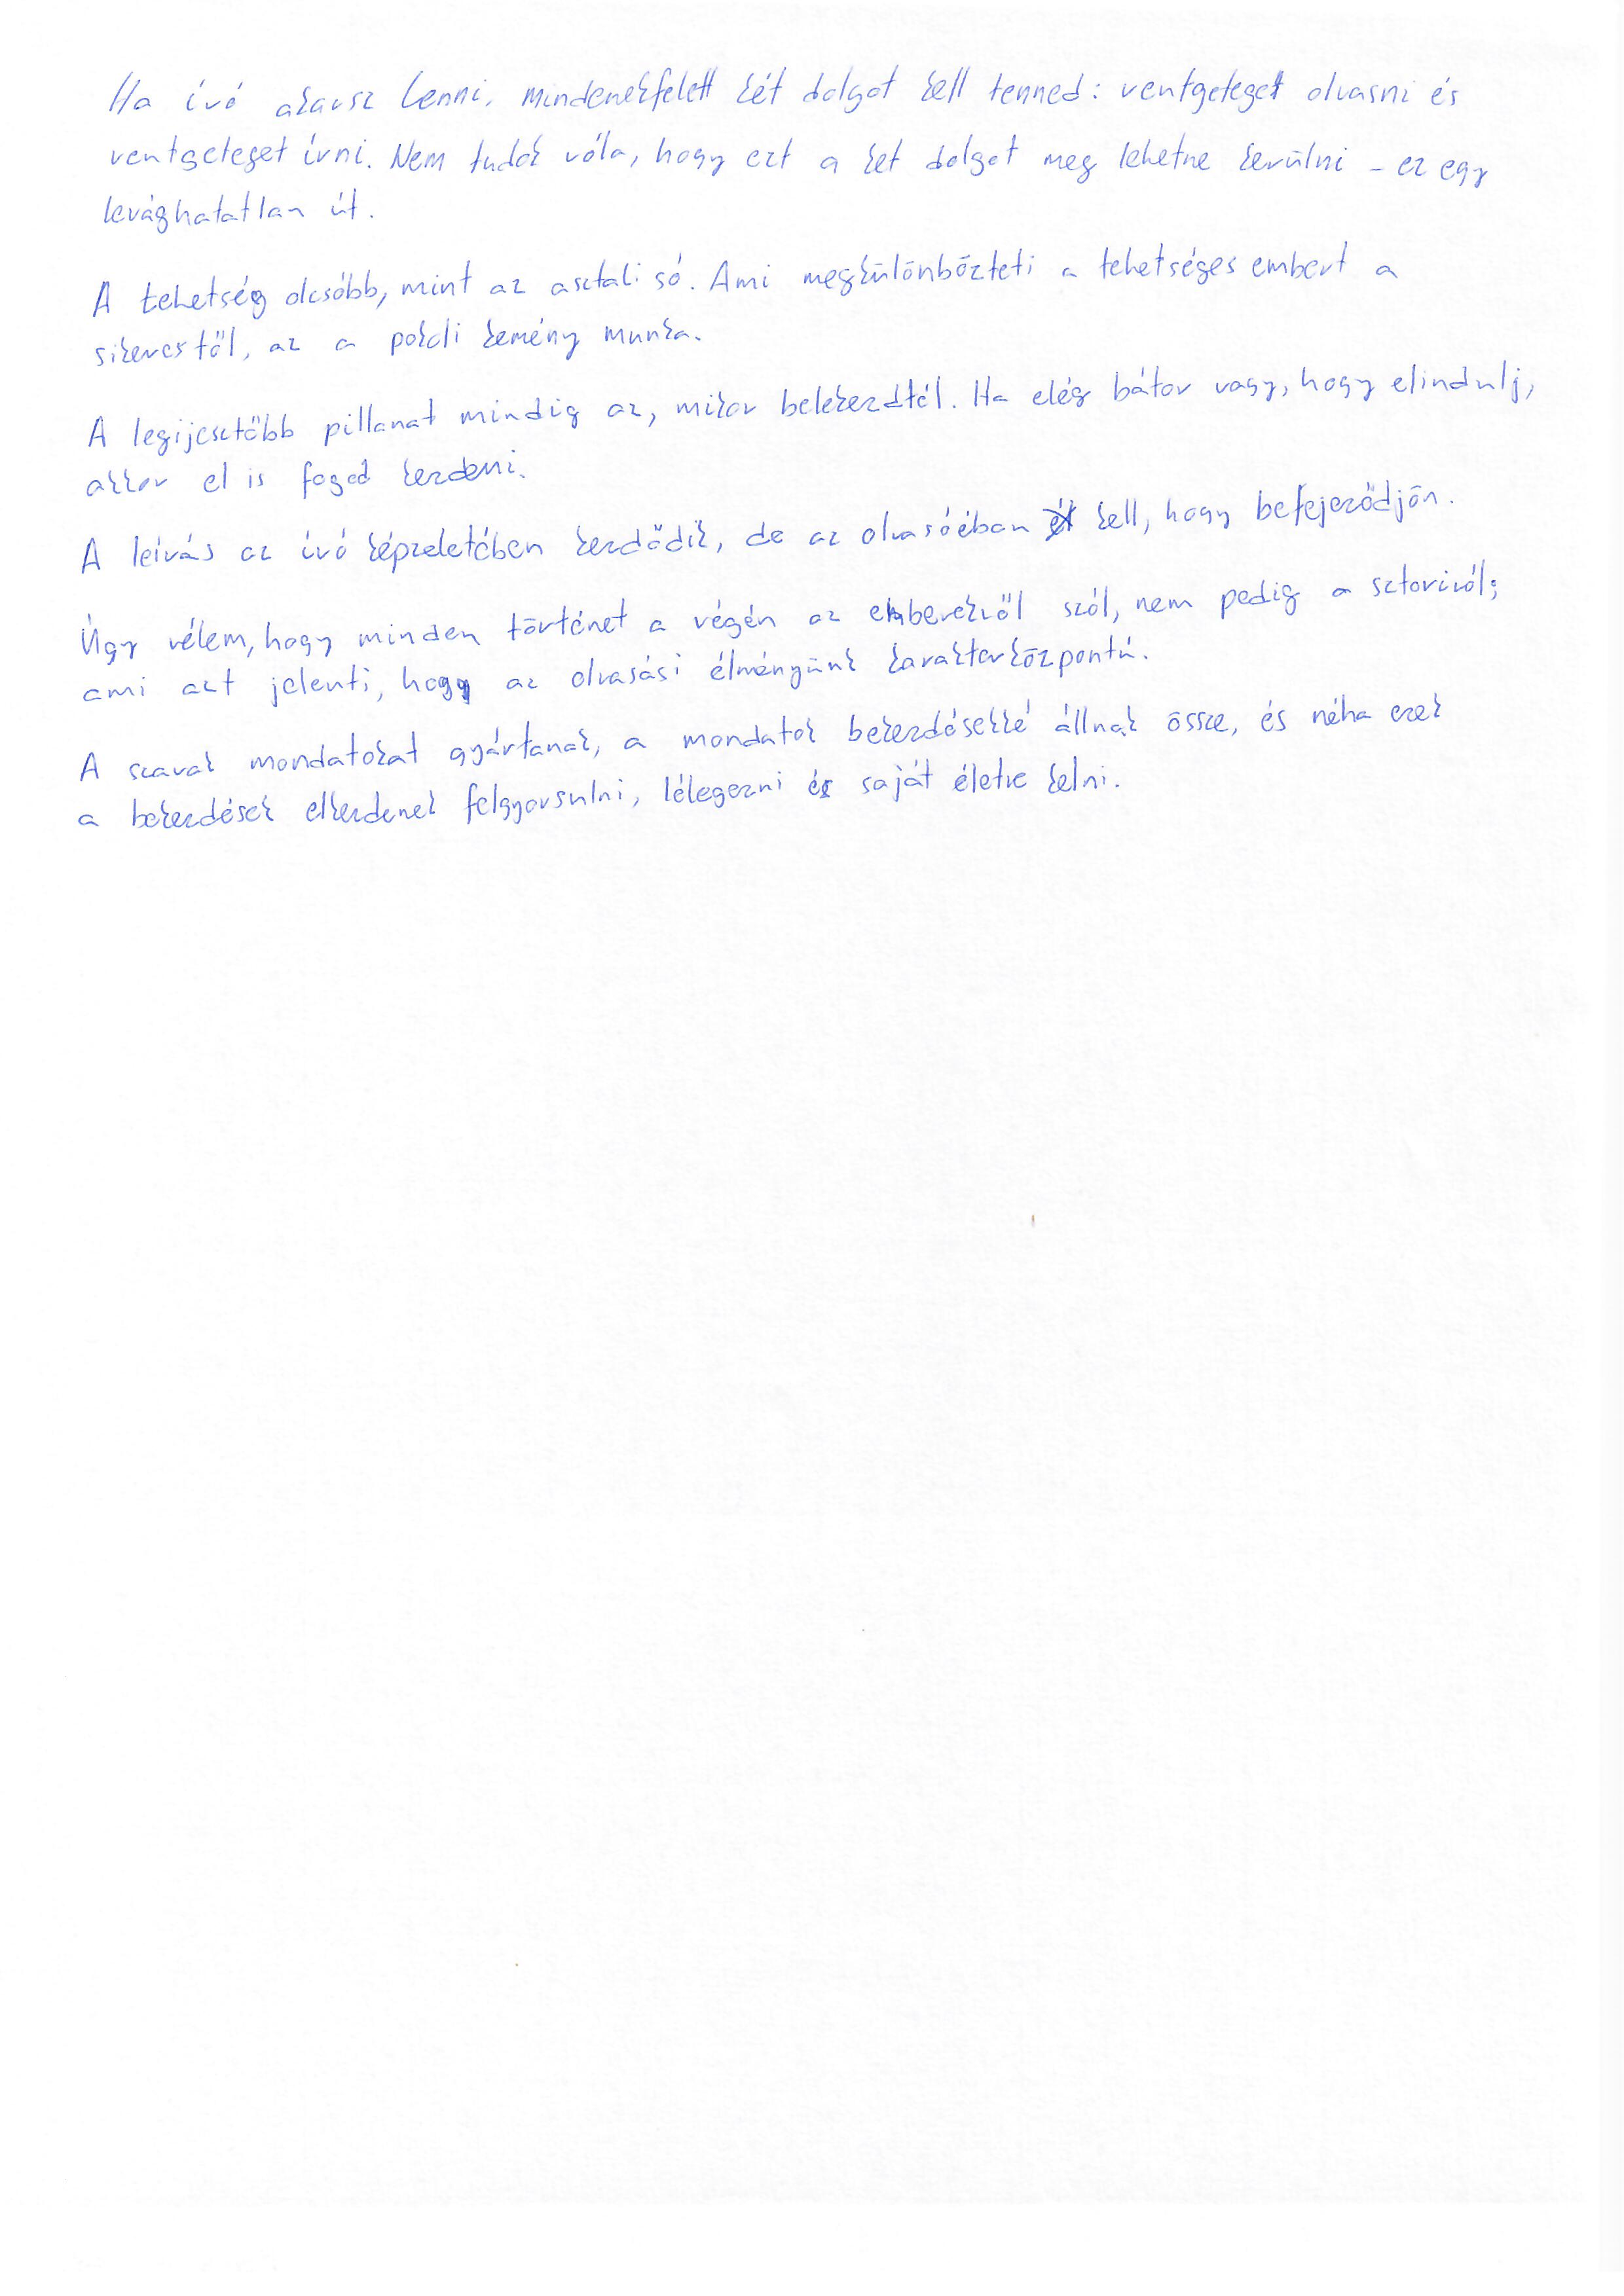 Ha író akarsz lenni, mindenekfelett két dolgot kell tenned: rentgeteget olvasni és
rentgeteget írni. Nem tudok róla, hogy ezt a két dolgot meg lehetne kerülni - ez egy
levághatatlan út.
A tehetség olcsóbb, mint az asztali só. Ami megkülönbözteti a tehetséges embert a
sikerestől, az a pokoli kemény munka.
A legijesztőbb pillanat mindig az, mikor belekezdtél. Ha elég bátor vagy, hogy elindulj,
akkor el is fogod kezdeni.
A leírás az író képzeletében kezdődik, de az olvasóéban kell, hogy befejeződjön.
Úgy vélem, hogy minden történet a végén az emberekről szól, nem pedig a sztoriról;
ami azt jelenti, hogy az olvasási élményünk karakterközpontú.
A szavak mondatokat gyártanak, a mondatok bekezdésekké állnak össze, és néha ezek
a bekezdések elkezdenek felgyorsulni, lélegezni és saját életre kelni.